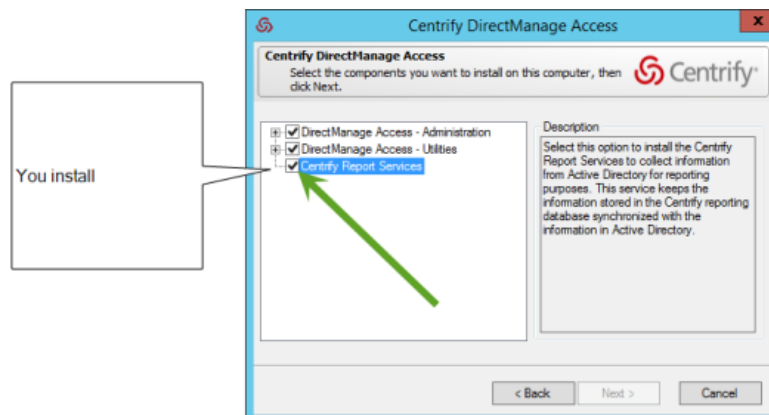 Centrify DirectManage Access
x
Centrify DirectManage Access
Select the components you want to install on this computer, then
click Next.
Centrify
You install
DirectManage Access - Administration
DirectManage Access - Utilities
Centrify Report Services
Description
Select this option to install the Centrify
Report Services to collect information
from Active Directory for reporting
purposes. This service keeps the
information stored in the Centrify reporting
database synchronized with the
information in Active Directory.
< Back
Next >
Cancel